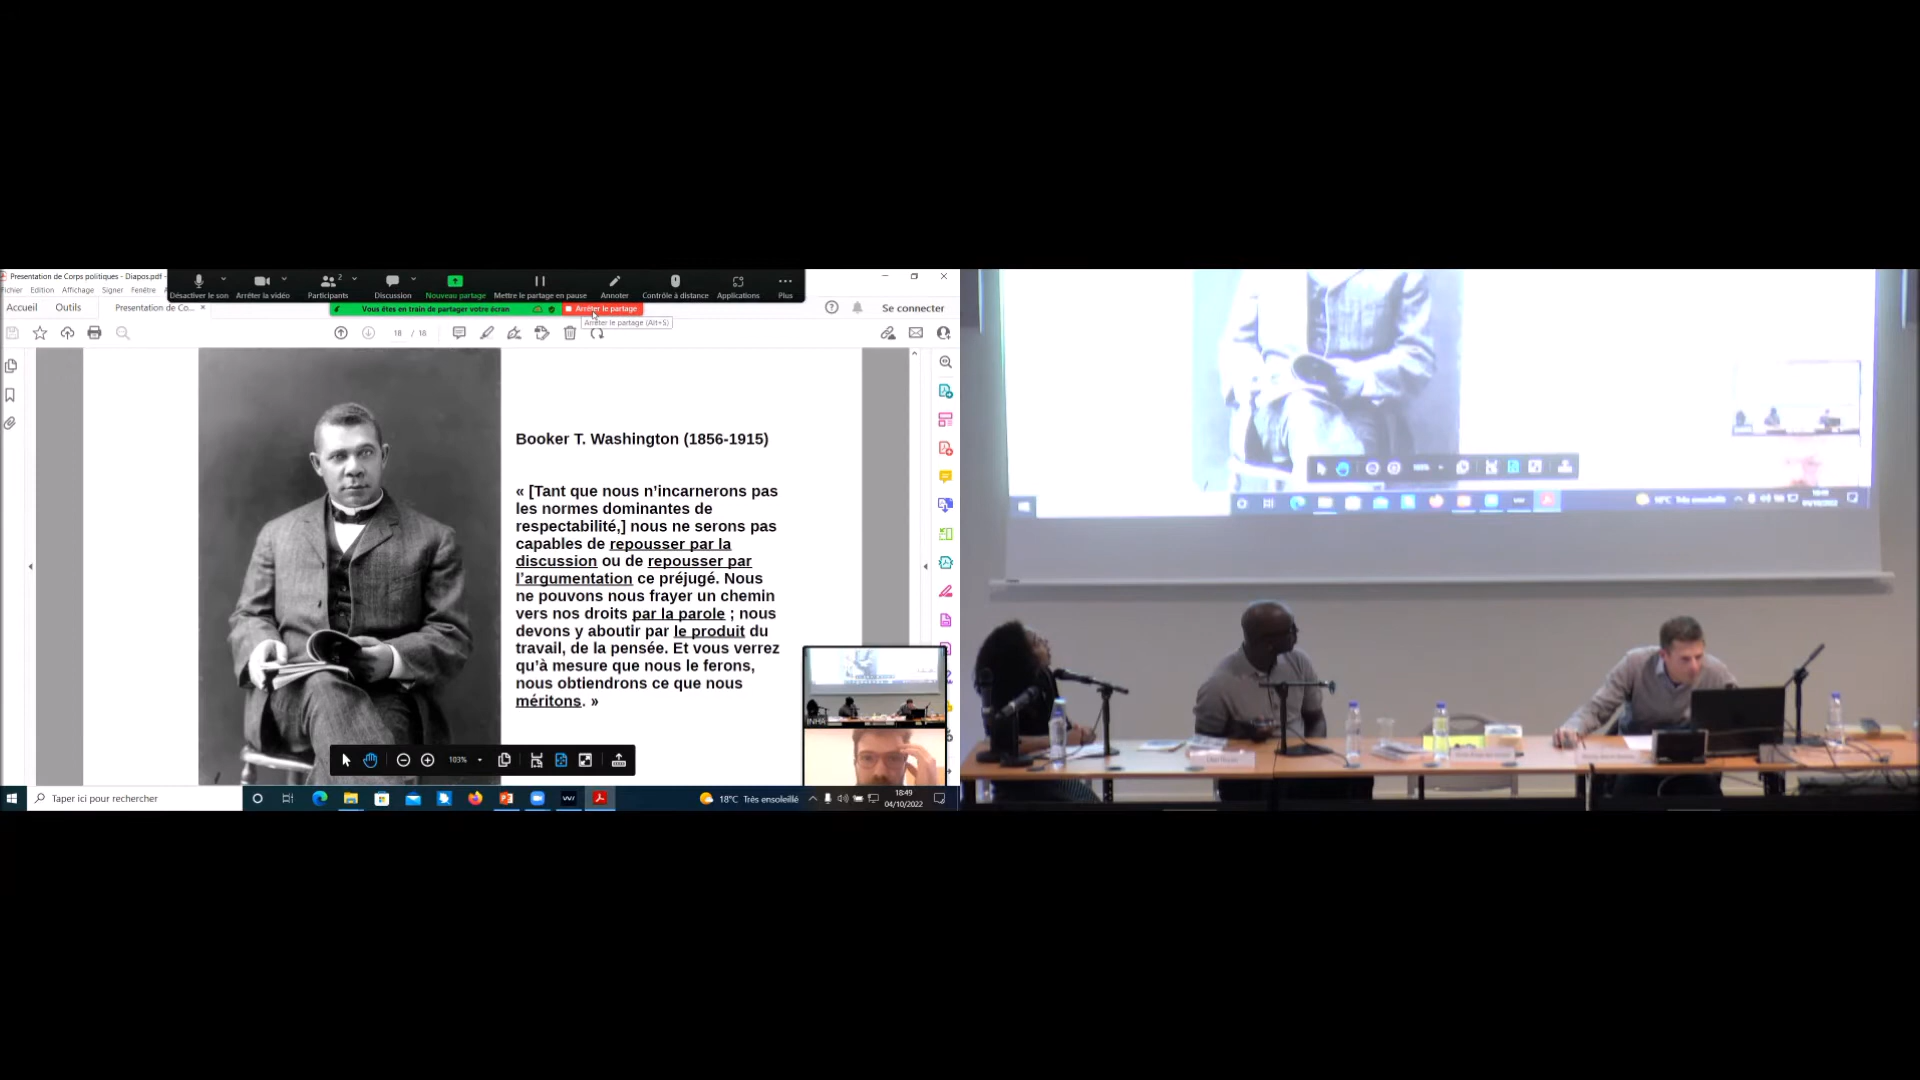 Presentation de Corps politiques - Diapos.pdf -
Désactiver le son
Arrêter la vidéo
2
Participants
Discussion
Nouveau partage
Mettre le partage en pause
Annoter
Contrôle à distance
Applications
Plus
Fichier Edition Affichage Signer Fenêtre
Vous êtes en train de partager votre écran
Arrêter le partage
Arrêter le partage (Alt+S)
Accueil Outils Presentation de Co... ×
Se connecter
18 / 18
Booker T. Washington (1856-1915)
« [Tant que nous n’incarnerons pas
les normes dominantes de
respectabilité,] nous ne serons pas
capables de repousser par la
discussion ou de repousser par
l’argumentation ce préjugé. Nous
ne pouvons nous frayer un chemin
vers nos droits par la parole ; nous
devons y aboutir par le produit du
travail, de la pensée. Et vous verrez
qu’à mesure que nous le ferons,
nous obtiendrons ce que nous
méritons. »
INHA
103%
Taper ici pour rechercher
18°C Très ensoleillé
18:49
04/10/2022